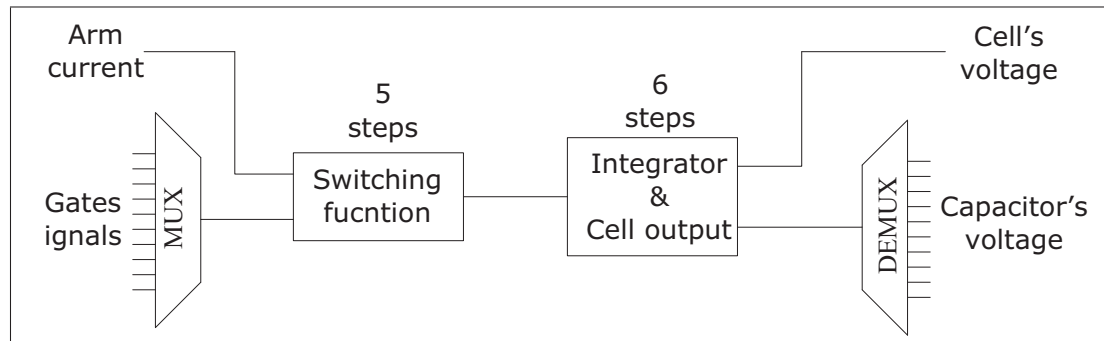 Arm
current
Gates
ignals
MUX
5
steps
Switching
fucntion
6
steps
Integrator
&
Cell output
Cell's
voltage
DEMUX
Capacitor's
voltage